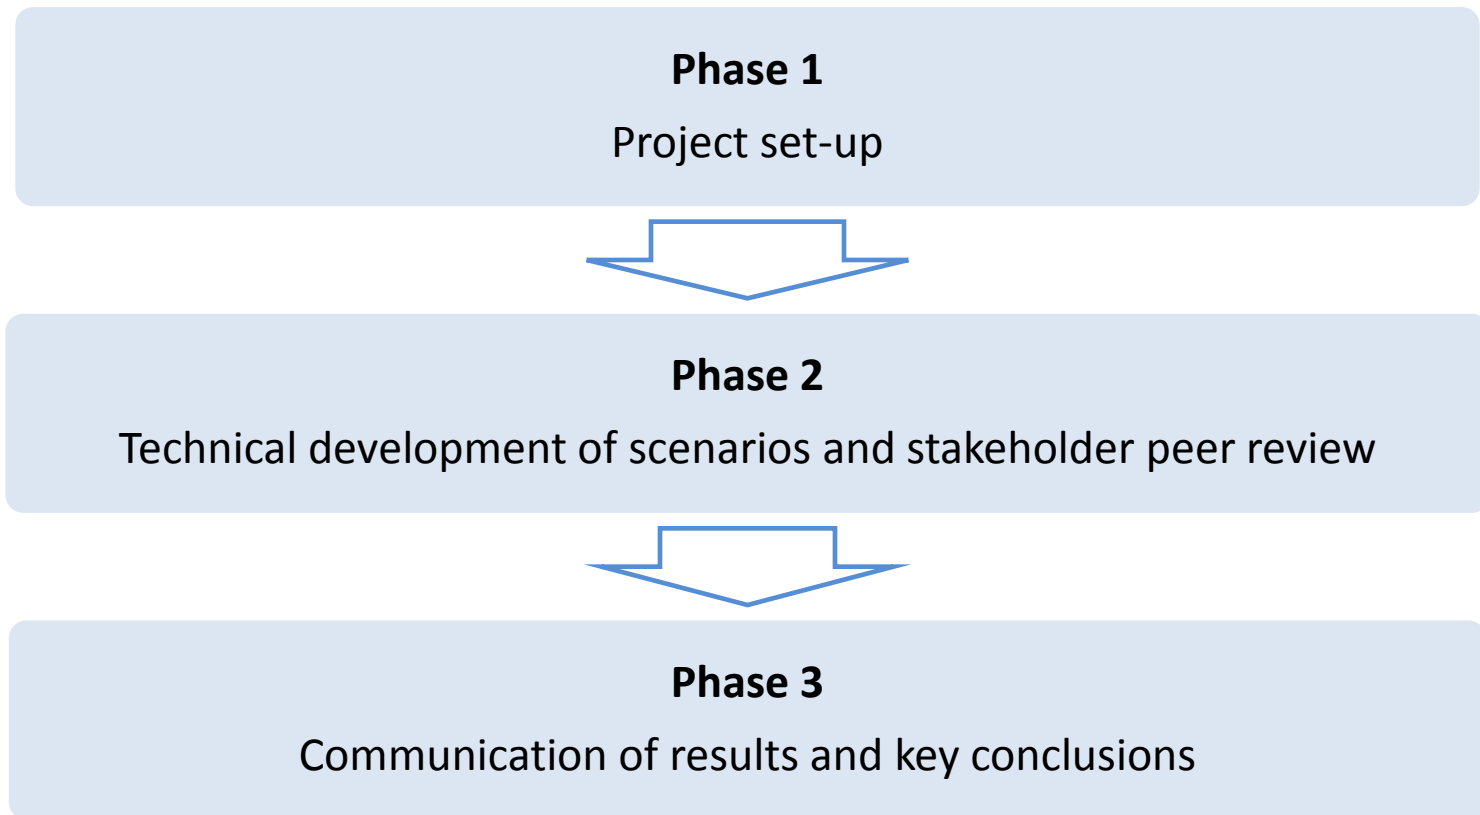 Phase 1
Project set-up
Phase 2
Technical development of scenarios and stakeholder peer review
Phase 3
Communication of results and key conclusions